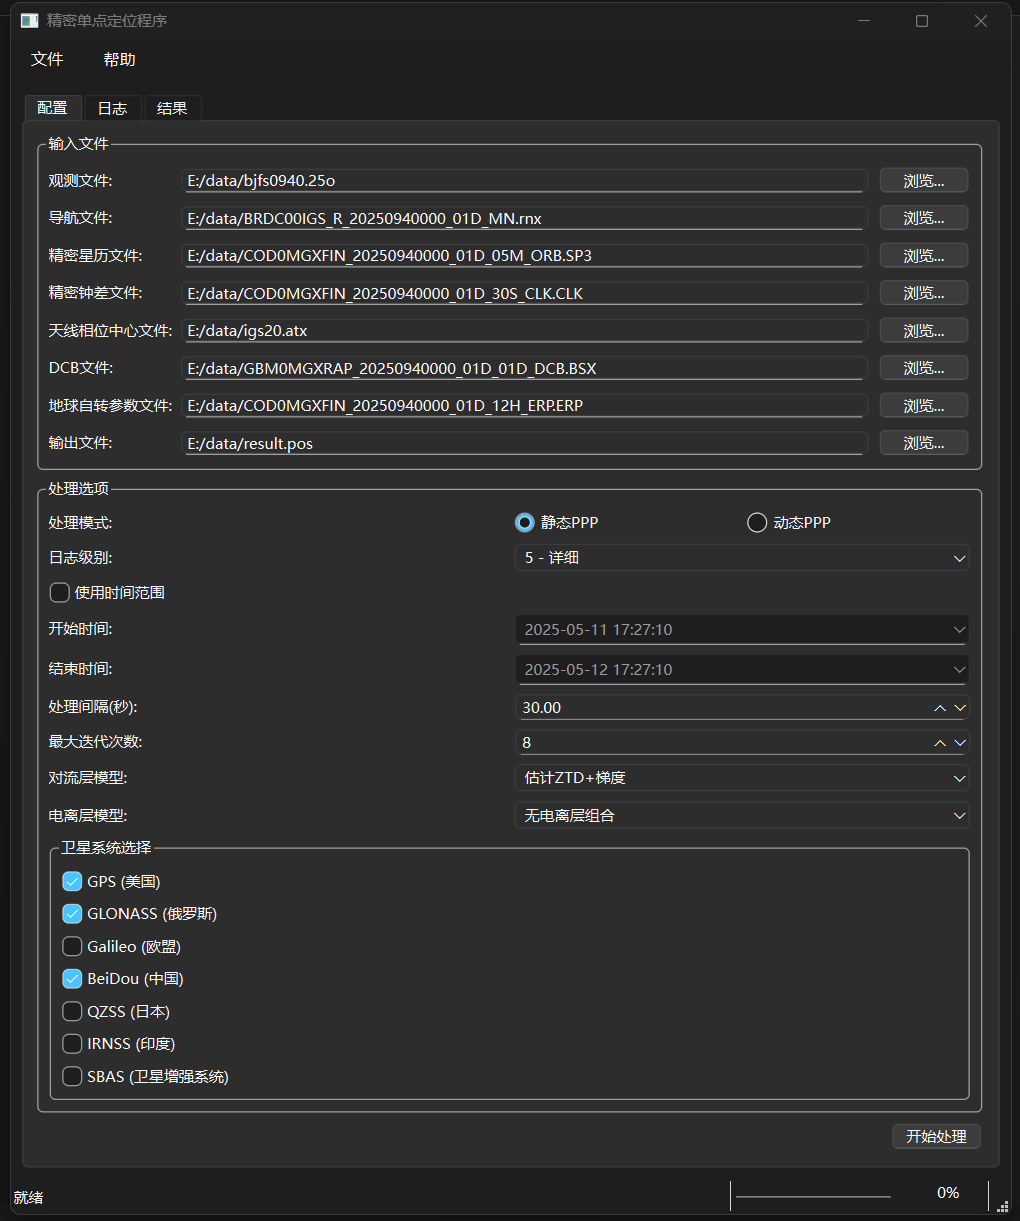 精密单点定位程序
文件 帮助
配置 日志 结果
输入文件
观测文件: E:/data/bjfs0940.25o 浏览...
导航文件: E:/data/BRDC00IGS_R_20250940000_01D_MN.rnx 浏览...
精密星历文件: E:/data/COD0MGXFIN_20250940000_01D_05M_ORB.SP3 浏览...
精密钟差文件: E:/data/COD0MGXFIN_20250940000_01D_30S_CLK.CLK 浏览...
天线相位中心文件: E:/data/igs20.atx 浏览...
DCB文件: E:/data/GBM0MGXRAP_20250940000_01D_01D_DCB.BSX 浏览...
地球自转参数文件: E:/data/COD0MGXFIN_20250940000_01D_12H_ERP.ERP 浏览...
输出文件: E:/data/result.pos 浏览...
处理选项
处理模式: 静态PPP 动态PPP
日志级别: 5 - 详细
使用时间范围
开始时间: 2025-05-11 17:27:10
结束时间: 2025-05-12 17:27:10
处理间隔(秒): 30.00
最大迭代次数: 8
对流层模型: 估计ZTD+梯度
电离层模型: 无电离层组合
卫星系统选择
GPS (美国)
GLONASS (俄罗斯)
Galileo (欧盟)
BeiDou (中国)
QZSS (日本)
IRNSS (印度)
SBAS (卫星增强系统)
开始处理
就绪 0%